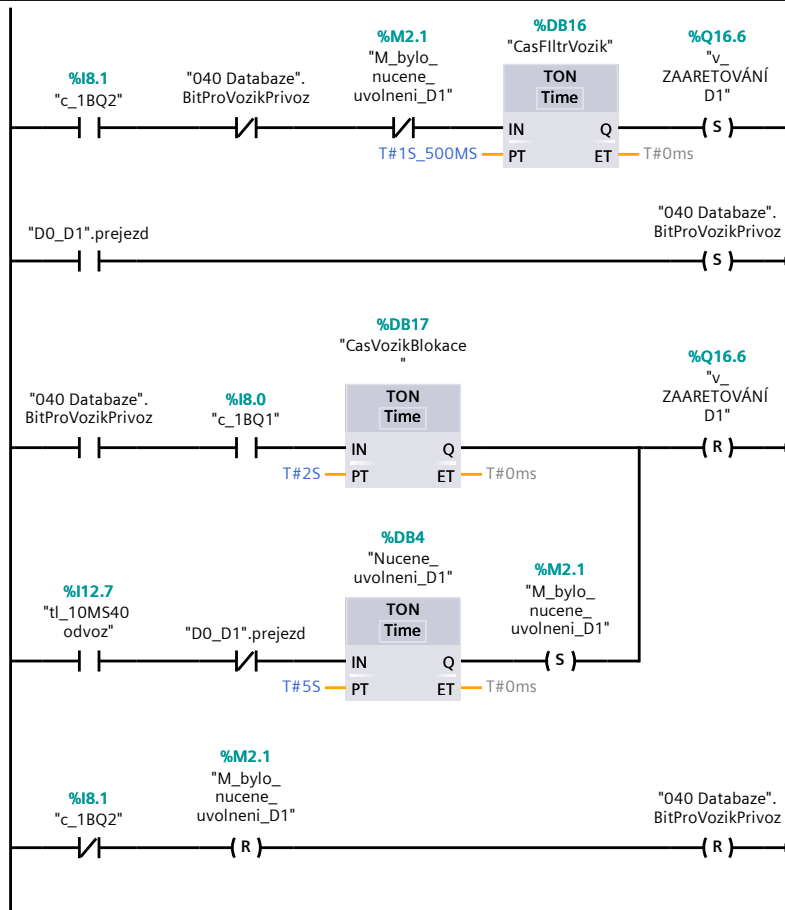 %DB16
"CasFIltrVozik"
%M2.1
"M_bylo_
nucene_
uvolneni_D1"
%Q16.6
"v_
ZAARETOVÁNÍ
D1"
%I8.1
"c_1BQ2"
"040 Databaze".
BitProVozikPrivoz
TON
Time
IN Q
S
T#1S_500MS PT ET T#0ms
"D0_D1".prejezd
"040 Databaze".
BitProVozikPrivoz
S
%DB17
"CasVozikBlokace
"
%Q16.6
"v_
ZAARETOVÁNÍ
D1"
"040 Databaze".
BitProVozikPrivoz
%I8.0
"c_1BQ1"
TON
Time
IN Q
R
T#2S PT ET T#0ms
%DB4
"Nucene_
uvolneni_D1"
%M2.1
"M_bylo_
nucene_
uvolneni_D1"
%I12.7
"tl_10MS40
odvoz"
"D0_D1".prejezd
TON
Time
IN Q
S
T#5S PT ET T#0ms
%M2.1
"M_bylo_
nucene_
uvolneni_D1"
%I8.1
"c_1BQ2"
"040 Databaze".
BitProVozikPrivoz
R
R